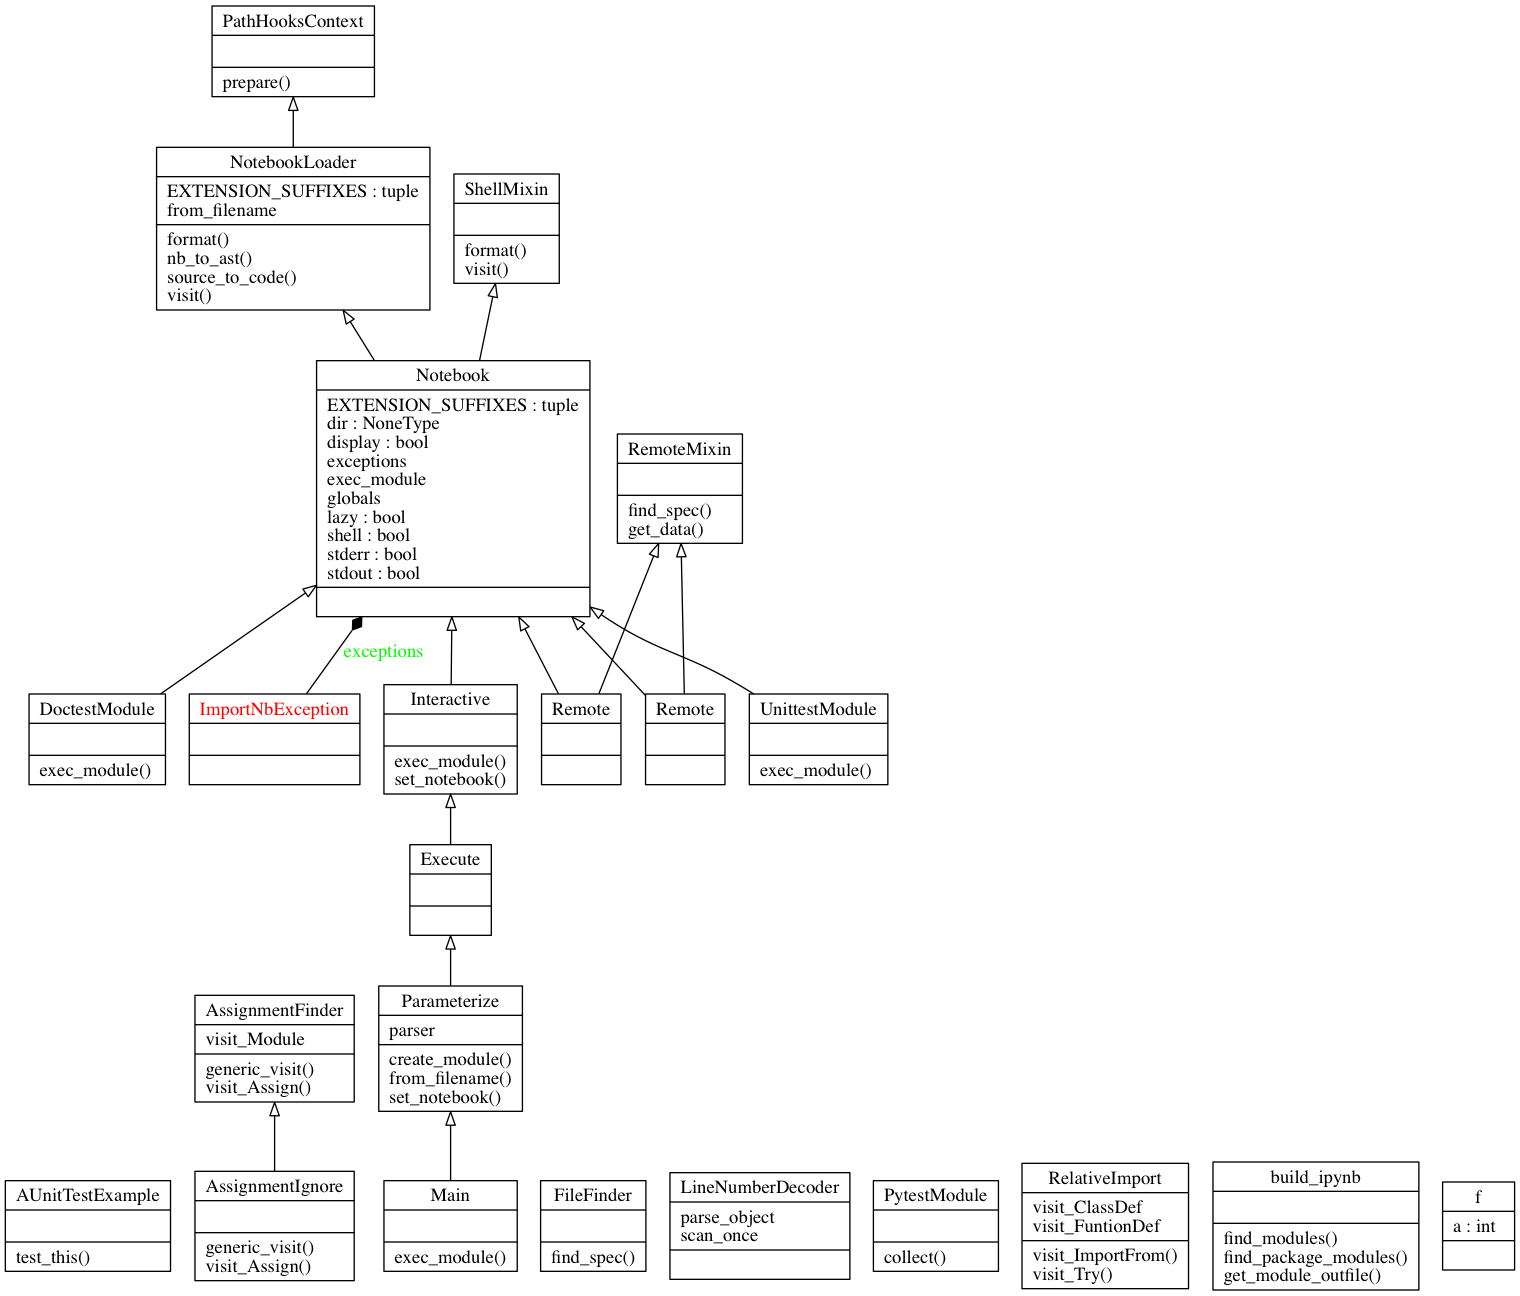 PathHooksContext
prepare()
NotebookLoader
EXTENSION_SUFFIXES : tuple
from_filename
format()
nb_to_ast()
source_to_code()
visit()
ShellMixin
format()
visit()
Notebook
EXTENSION_SUFFIXES : tuple
dir : NoneType
display : bool
exceptions
exec_module
globals
lazy : bool
shell : bool
stderr : bool
stdout : bool
RemoteMixin
find_spec()
get_data()
exceptions
DoctestModule
exec_module()
ImportNbException
Interactive
exec_module()
set_notebook()
Remote
Remote
UnittestModule
exec_module()
Execute
AssignmentFinder
visit_Module
generic_visit()
visit_Assign()
Parameterize
parser
create_module()
from_filename()
set_notebook()
AUnitTestExample
test_this()
AssignmentIgnore
generic_visit()
visit_Assign()
Main
exec_module()
FileFinder
find_spec()
LineNumberDecoder
parse_object
scan_once
PytestModule
collect()
RelativeImport
visit_ClassDef
visit_FuntionDef
visit_ImportFrom()
visit_Try()
build_ipynb
find_modules()
find_package_modules()
get_module_outfile()
f
a : int